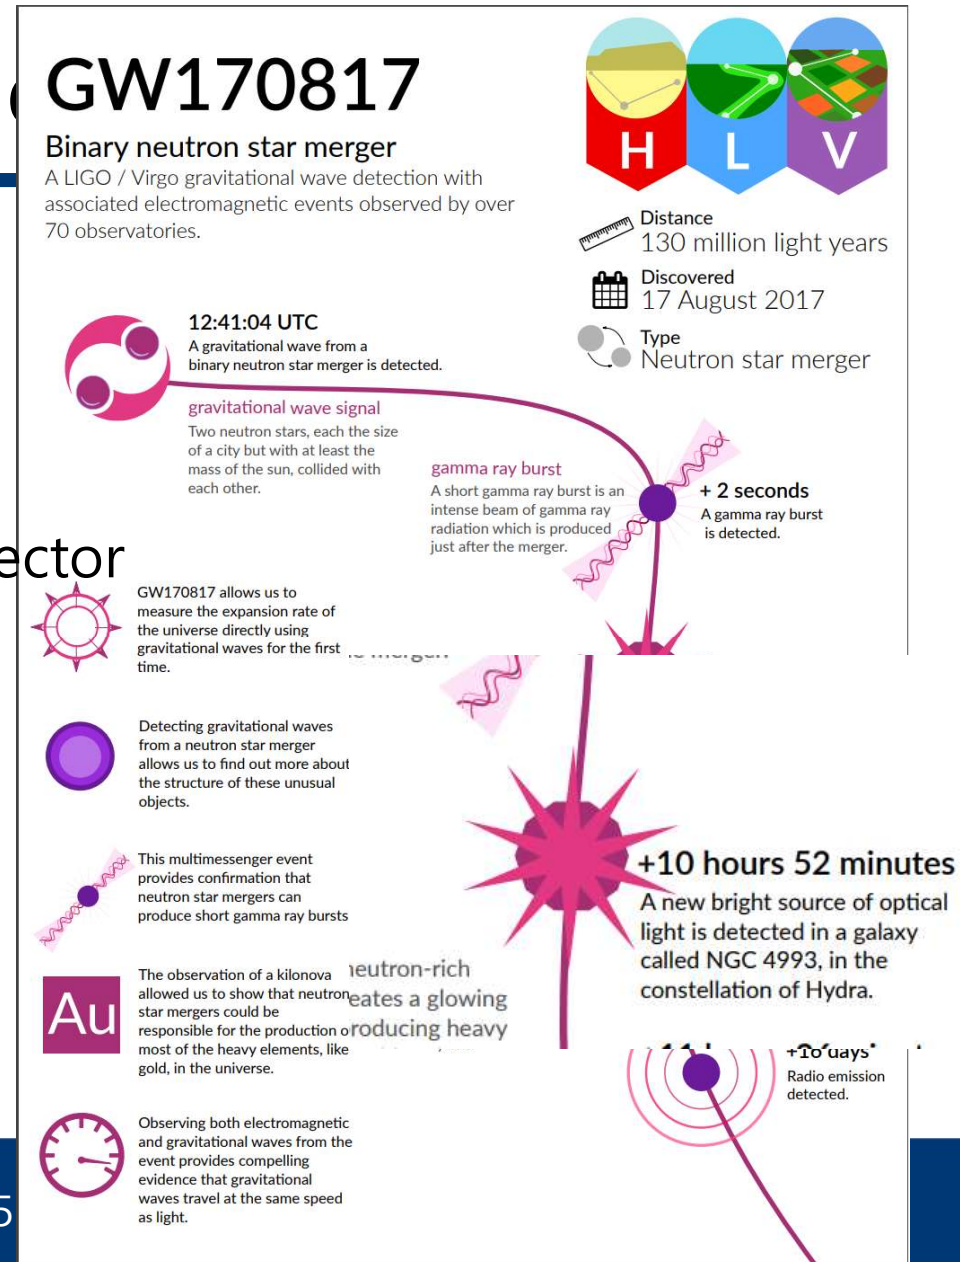 GW170817
Binary neutron star merger
A LIGO / Virgo gravitational wave detection with
associated electromagnetic events observed by over
70 observatories.
H L V
Distance
130 million light years
Discovered
17 August 2017
Type
Neutron star merger
12:41:04 UTC
A gravitational wave from a
binary neutron star merger is detected.
gravitational wave signal
Two neutron stars, each the size
of a city but with at least the
mass of the sun, collided with
each other.
gamma ray burst
A short gamma ray burst is an
intense beam of gamma ray
radiation which is produced
just after the merger.
+ 2 seconds
A gamma ray burst
is detected.
ector
GW170817 allows us to
measure the expansion rate of
the universe directly using
gravitational waves for the first
time.
Detecting gravitational waves
from a neutron star merger
allows us to find out more about
the structure of these unusual
objects.
This multimessenger event
provides confirmation that
neutron star mergers can
produce short gamma ray bursts
+10 hours 52 minutes
A new bright source of optical
light is detected in a galaxy
called NGC 4993, in the
constellation of Hydra.
neutron-rich
eates a glowing
roducing heavy
The observation of a kilonova
allowed us to show that neutron
star mergers could be
responsible for the production o
most of the heavy elements, like
gold, in the universe.
Au
+16 days
Radio emission
detected.
Observing both electromagnetic
and gravitational waves from the
event provides compelling
evidence that gravitational
waves travel at the same speed
as light.
5